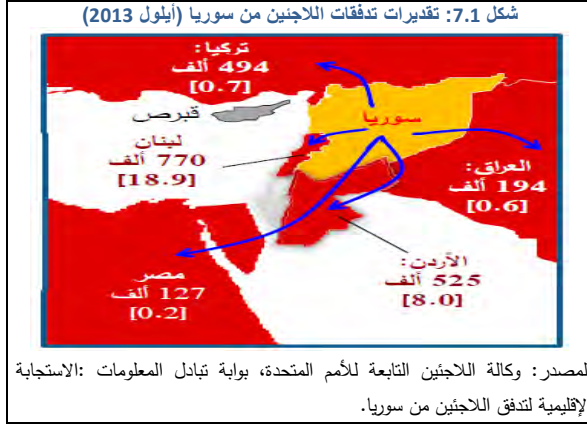 شكل 7.1: تقديرات تدفقات اللاجئين من سوريا (أيلول 2013)
تركيا:
494 ألف
[0.7]
قبرص
سوريا
لبنان
770 ألف
[18.9]
العراق:
194 ألف
[0.6]
الأردن:
525 ألف
[8.0]
مصر
127 ألف
[0.2]
لمصدر: وكالة اللاجئين التابعة للأمم المتحدة، بوابة تبادل المعلومات :الاستجابة
لإقليمية لتدفق اللاجئين من سوريا.